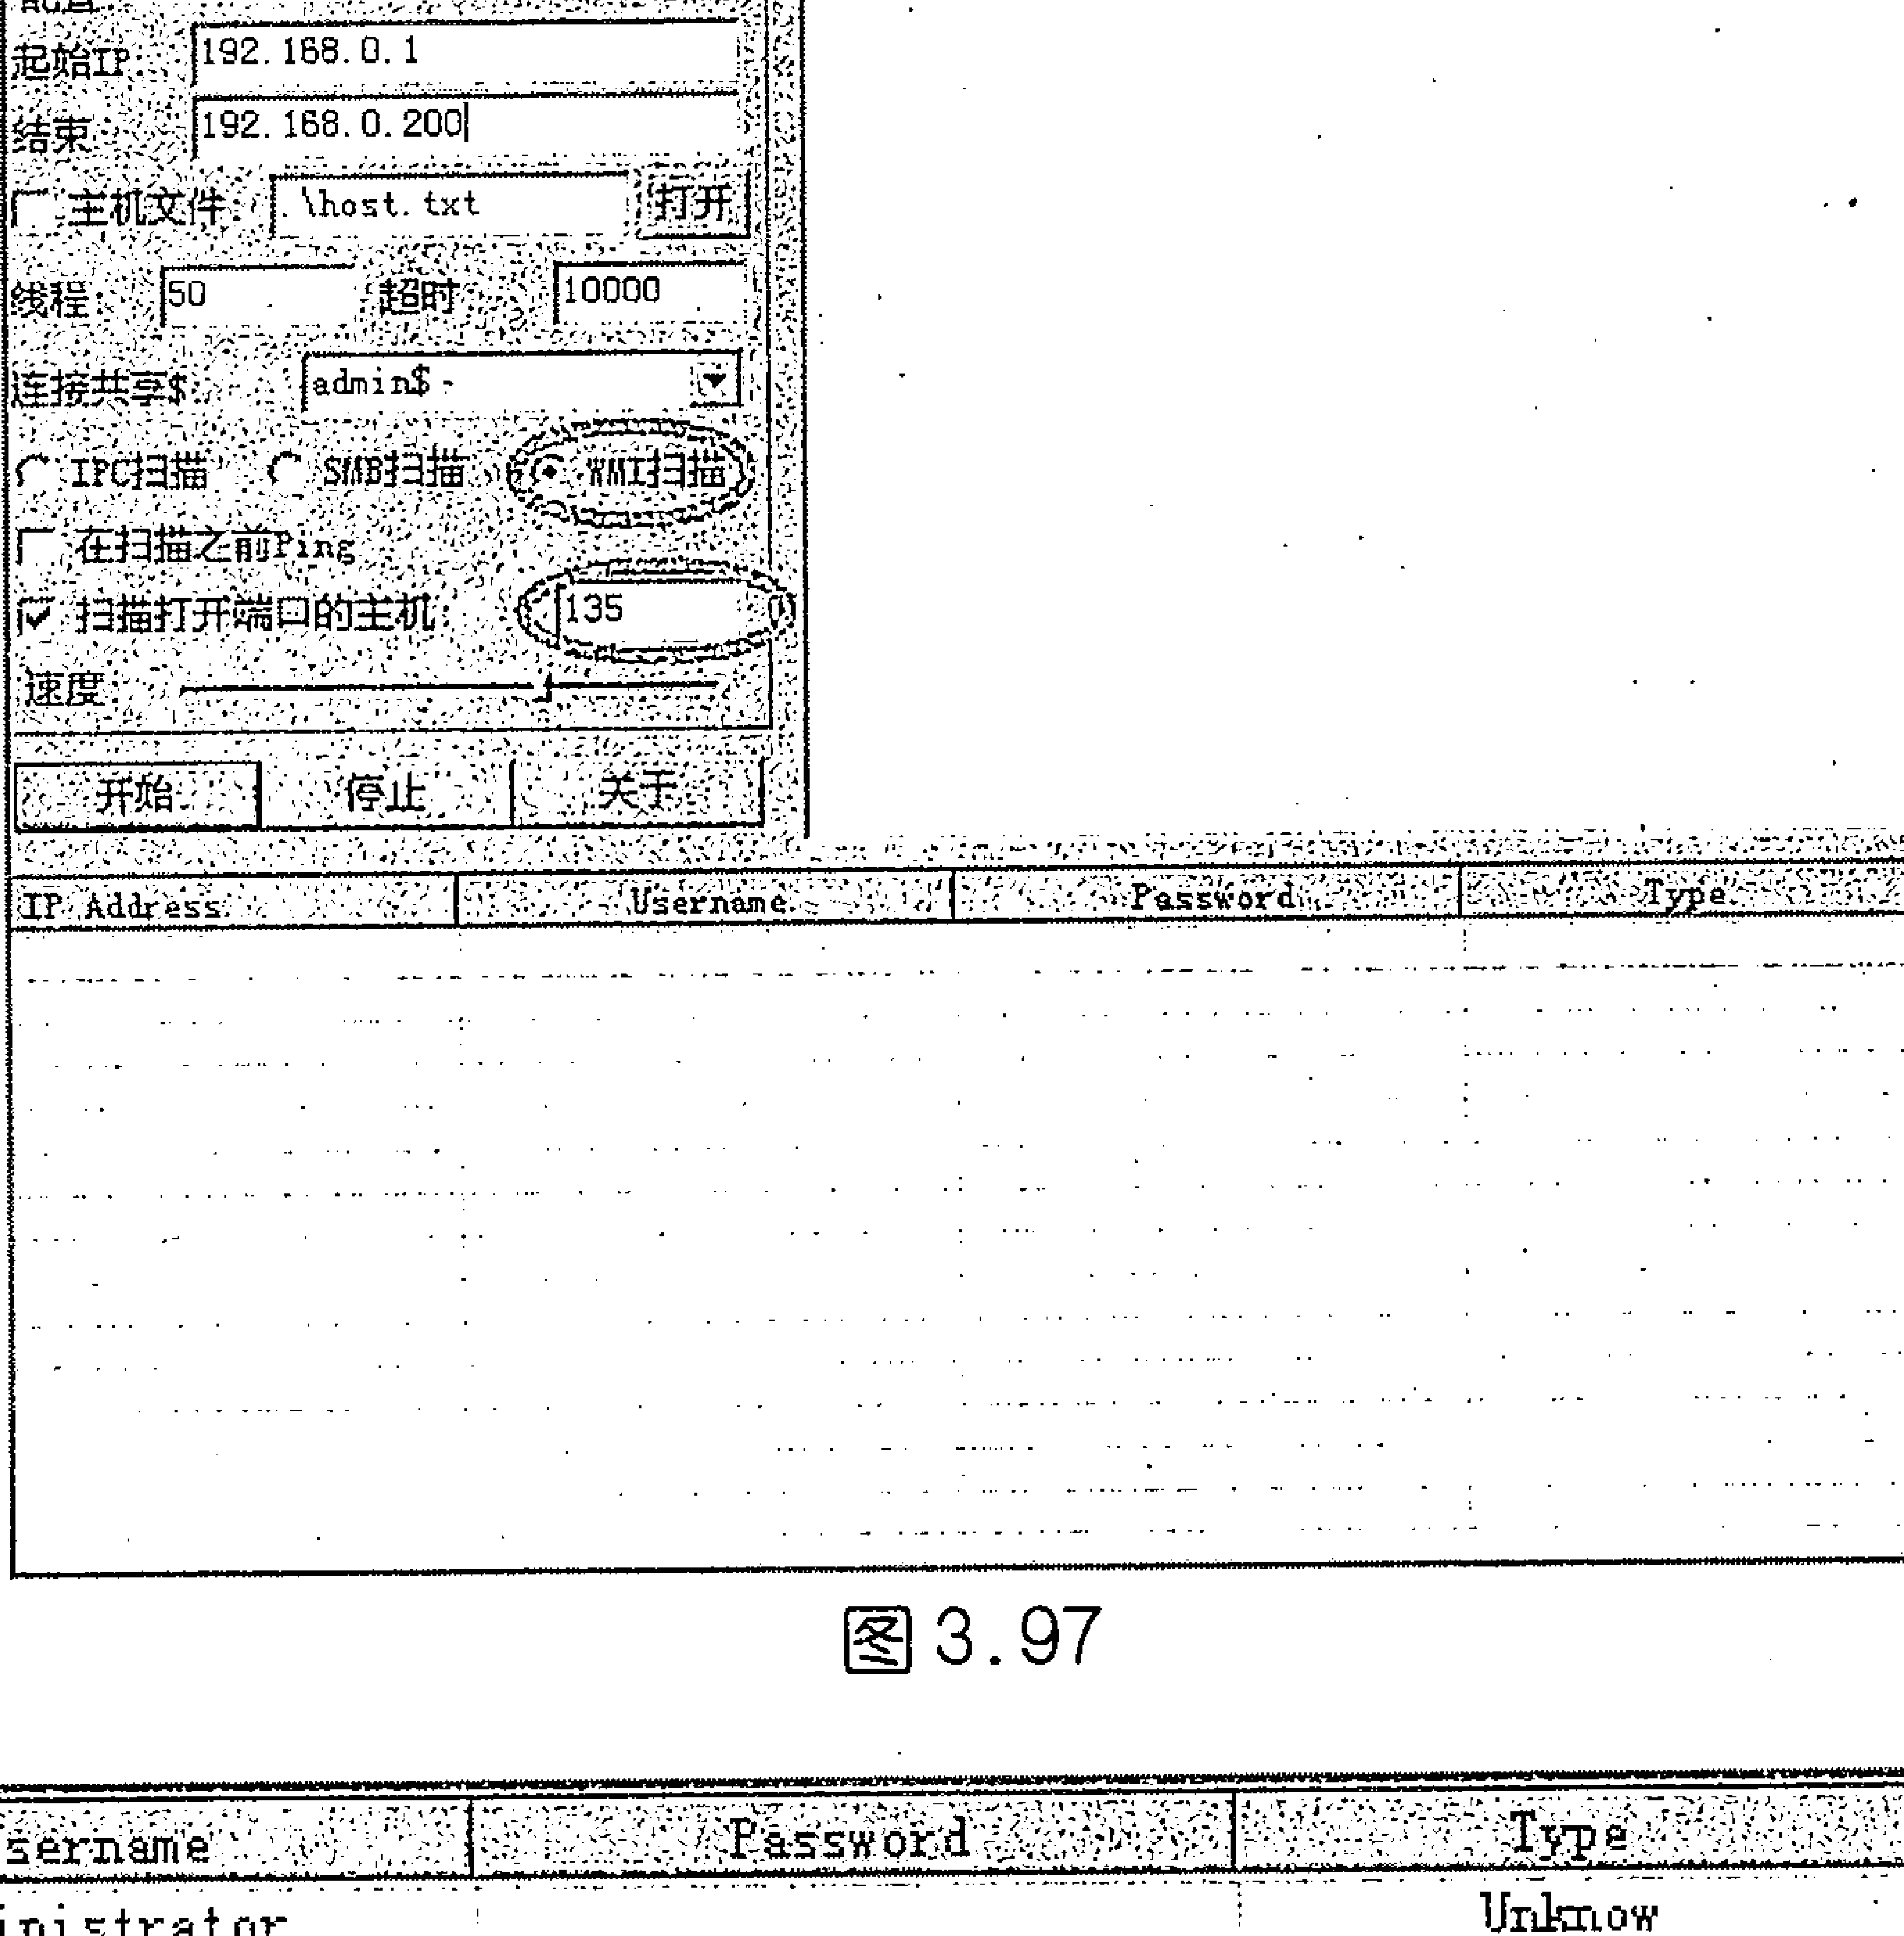 配置
起始IP 192.168.0.1
结束 192.168.0.200
主机文件 .\host.txt 打开
线程 50 超时 10000
连接共享$ admin$
IPC扫描 SMB扫描 WMI扫描
在扫描之前Ping
扫描打开端口的主机 135
速度
开始 停止 关于
IP Address Username Password Type
图3.97
sername Password Type
inistrator Unknow